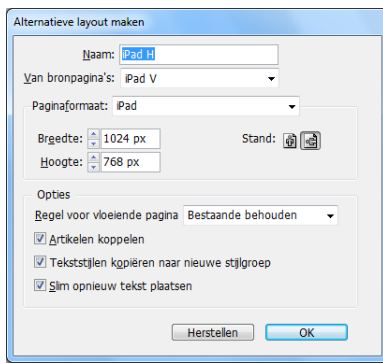 Alternatieve layout maken
Naam: iPad H
Van bronpagina's: iPad V
Paginaformaat: iPad
Breedte: 1024 px Stand:
Hoogte: 768 px
Opties
Regel voor vloeiende pagina Bestaande behouden
Artikelen koppelen
Tekststijlen kopiëren naar nieuwe stijlgroep
Slim opnieuw tekst plaatsen
Herstellen OK